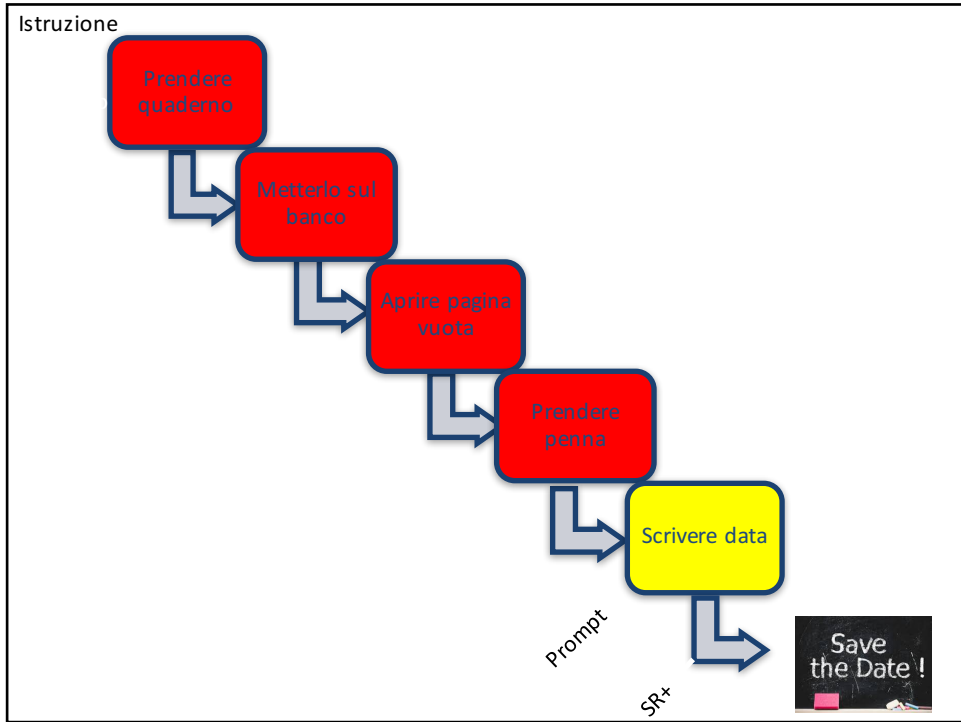 Istruzione
Prendere
quaderno
Metterlo sul
banco
Aprire pagina
vuota
Prendere
penna
Scrivere data
Prompt
SR+
Save
the Date !